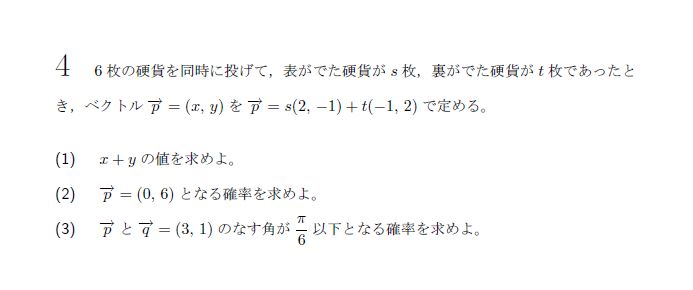 4 6 枚の硬貨を同時に投げて，表がでた硬貨が s 枚，裏がでた硬貨が t 枚であったと
き，ベクトル \overrightarrow{p} = (x, y) を \overrightarrow{p} = s(2, −1) + t(−1, 2) で定める。
(1) x + y の値を求めよ。
(2) \overrightarrow{p} = (0, 6) となる確率を求めよ。
(3) \overrightarrow{p} と \overrightarrow{q} = (3, 1) のなす角が \frac{π}{6} 以下となる確率を求めよ。